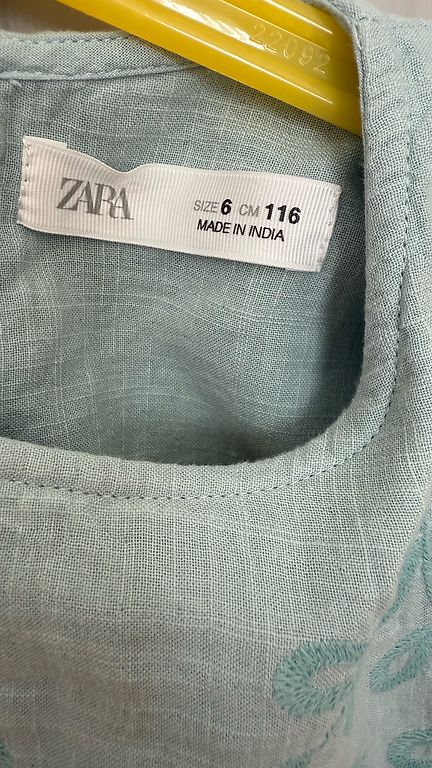 22092
ZARA
SIZE 6 CM 116
MADE IN INDIA